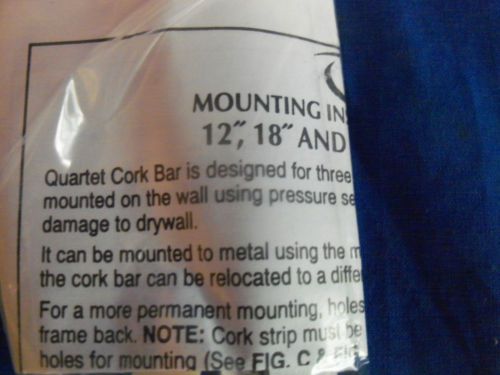 MOUNTING INS
12", 18" AND
Quartet Cork Bar is designed for three
mounted on the wall using pressure se
damage to drywall.
It can be mounted to metal using the m
the cork bar can be relocated to a diffe
For a more permanent mounting, holes
frame back. NOTE: Cork strip must be
holes for mounting (See FIG. C & FIG.